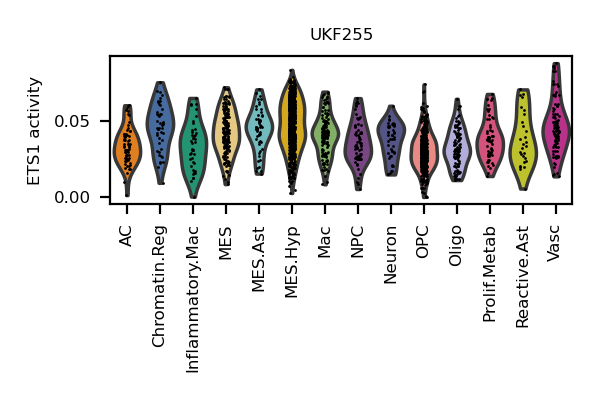 UKF255
ETS1 activity
0.05
0.00
AC
Chromatin.Reg
Inflammatory.Mac
MES
MES.Ast
MES.Hyp
Mac
NPC
Neuron
OPC
Oligo
Prolif.Metab
Reactive.Ast
Vasc